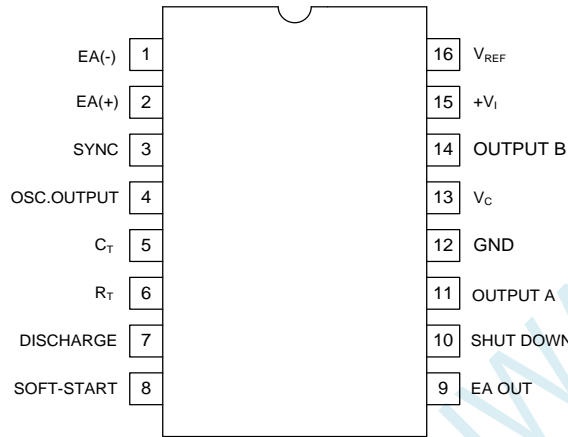 EA(-) 1 16 VREF
EA(+) 2 15 +VI
SYNC 3 14 OUTPUT B
OSC.OUTPUT 4 13 VC
CT 5 12 GND
RT 6 11 OUTPUT A
DISCHARGE 7 10 SHUT DOWN
SOFT-START 8 9 EA OUT